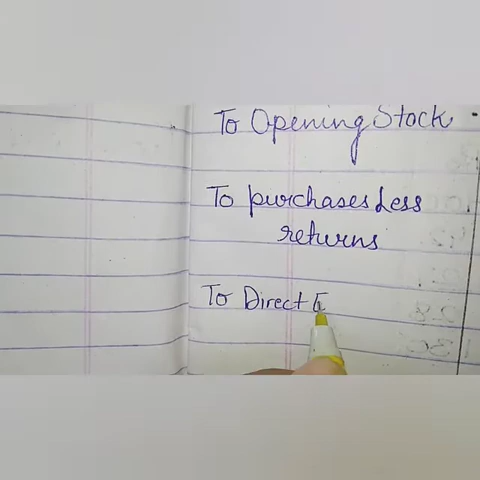 To Opening Stock
To purchases Less
returns
To Direct E